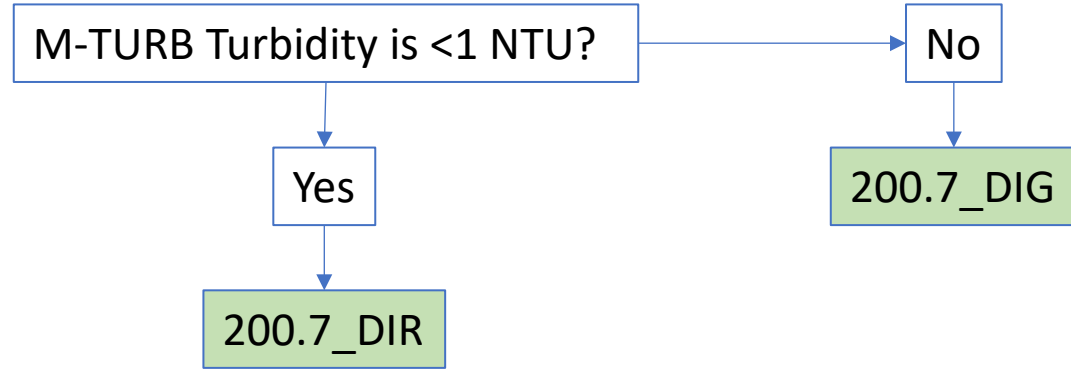 M-TURB Turbidity is <1 NTU?
No
Yes
200.7_DIG
200.7_DIR